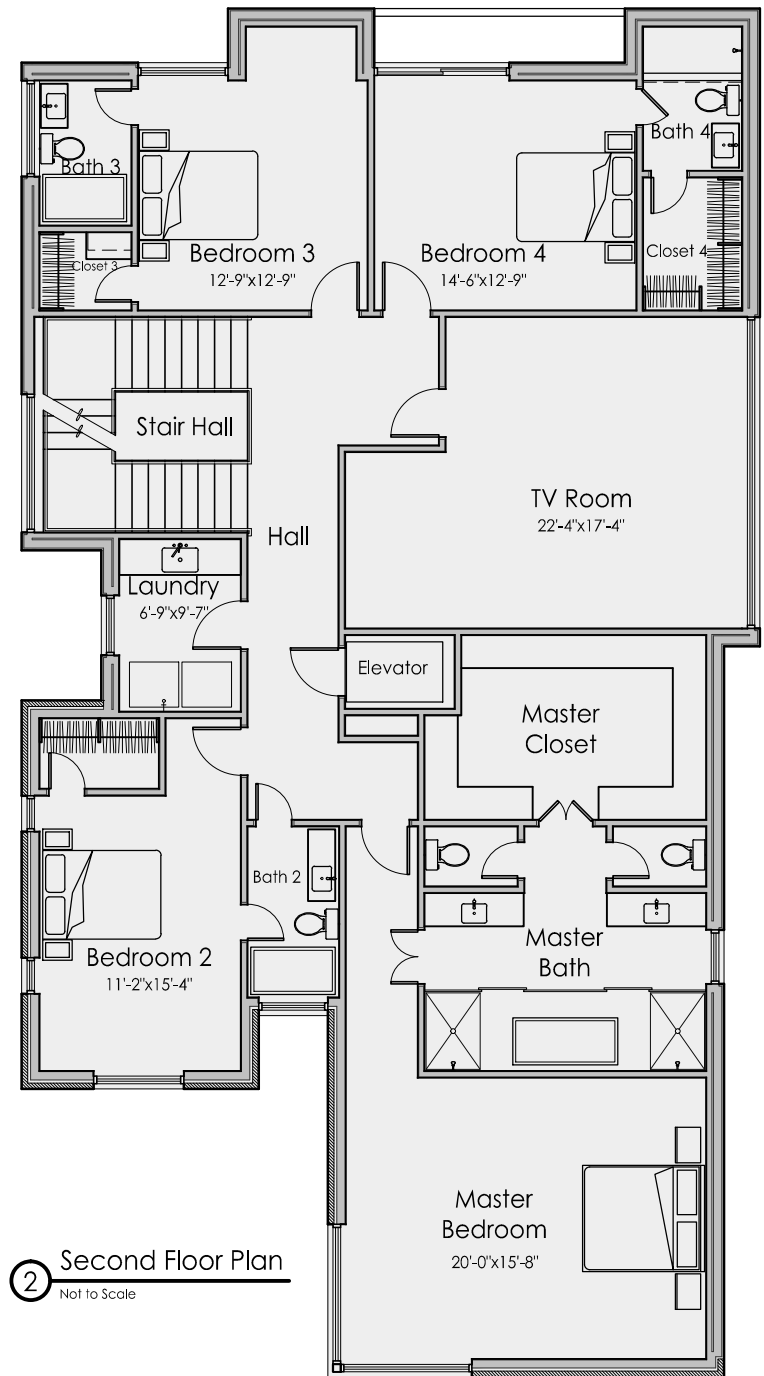 Bath 3
Bath 4
Closet 3
Bedroom 3
12'-9"x12'-9"
Bedroom 4
14'-6"x12'-9"
Closet 4
Stair Hall
TV Room
22'-4"x17'-4"
Hall
Laundry
6'-9"x9'-7"
Elevator
Master
Closet
Bath 2
Bedroom 2
11'-2"x15'-4"
Master
Bath
Master
Bedroom
20'-0"x15'-8"
2
Second Floor Plan
Not to Scale